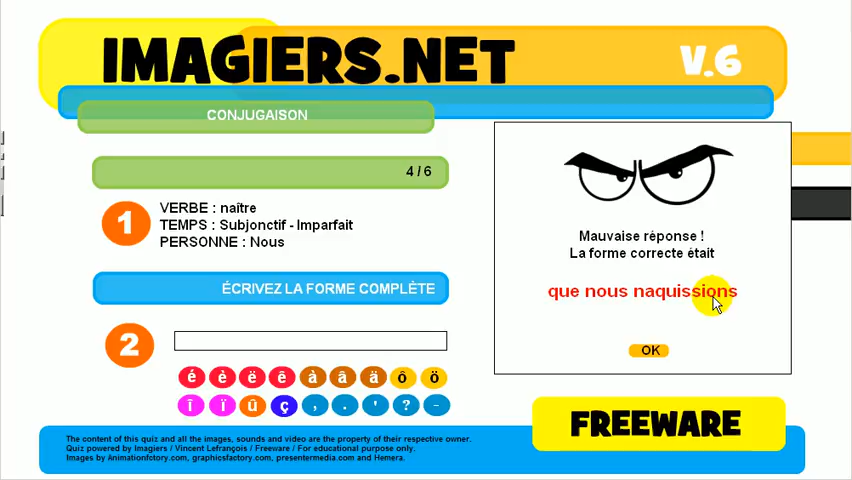 IMAGIERS.NET
V.6
CONJUGAISON
4 / 6
1
VERBE : naître
TEMPS : Subjonctif - Imparfait
PERSONNE : Nous
ÉCRIVEZ LA FORME COMPLÈTE
2
é è ë ê à â ä ô ö
î ï û ç , . ' ? -
Mauvaise réponse !
La forme correcte était
que nous naquissions
OK
FREEWARE
The content of this quiz and all the images, sounds and video are the property of their respective owner.
Quiz powered by Imagiers / Vincent Lefrançois / Freeware / For educational purpose only.
Images by Animationfctory.com, graphicsfactory.com, presentermedia.com and Hemera.